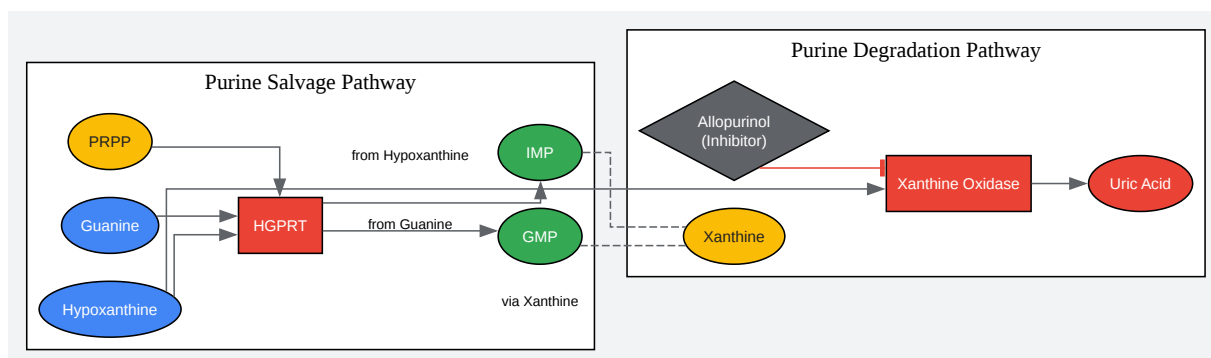 Purine Salvage Pathway
PRPP
Guanine
Hypoxanthine
HGPRT
from Hypoxanthine
from Guanine
IMP
GMP
via Xanthine
Purine Degradation Pathway
Allopurinol
(Inhibitor)
Xanthine
Xanthine Oxidase
Uric Acid